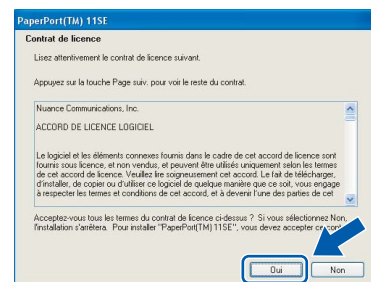 PaperPort(TM) 11SE
Contrat de licence
Lisez attentivement le contrat de licence suivant.
Appuyez sur la touche Page suiv. pour voir le reste du contrat.
Nuance Communications, Inc.
ACCORD DE LICENCE LOGICIEL
Le logiciel et les éléments connexes fournis dans le cadre de cet accord de licence sont
fournis sous licence, et non vendus, et peuvent être utilisés uniquement selon les termes
de cet accord de licence. Veuillez lire soigneusement cet accord. Le fait de télécharger,
d'installer, de copier ou d'utiliser ce logiciel de quelque manière que ce soit, vous engage
à respecter les termes et conditions de cet accord, et à devenir l'une des parties de cet
Acceptez-vous tous les termes du contrat de licence ci-dessus ? Si vous sélectionnez Non,
l'installation s'arrêtera. Pour installer "PaperPort(TM) 11SE", vous devez accepter ce
Oui
Non